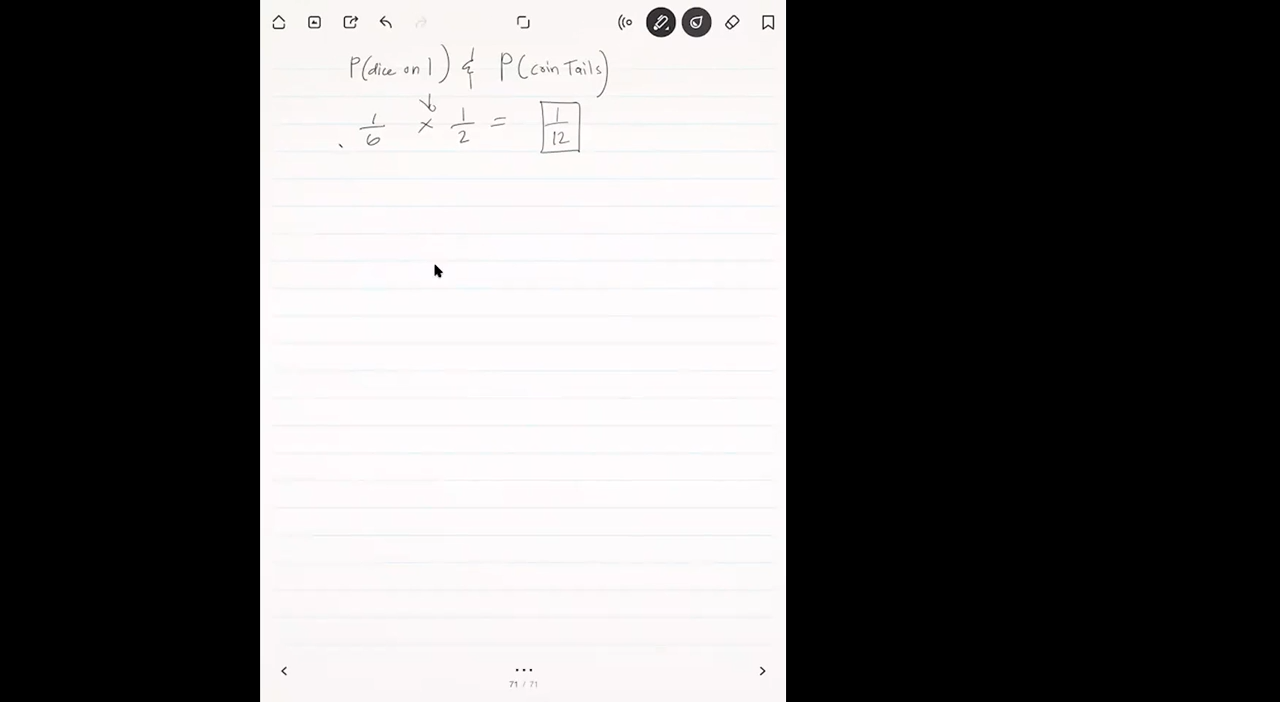 P(dice on 1) & P(coin Tails)
1/6 × 1/2 = 1/12
71 / 71